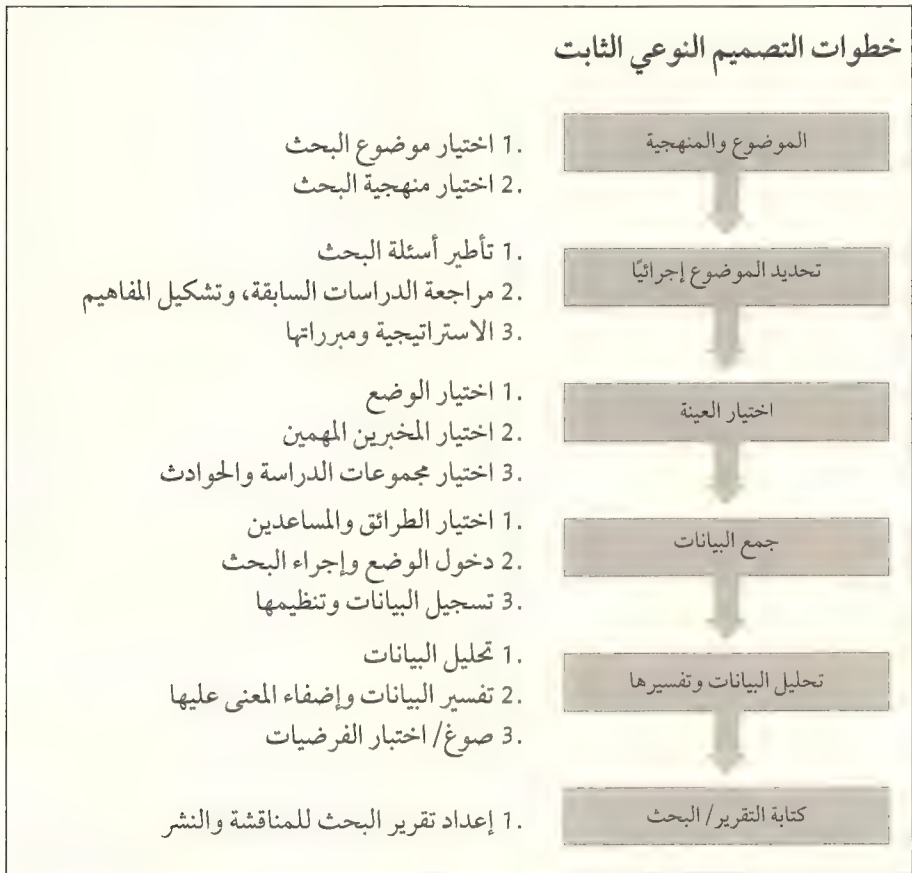 خطوات التصميم النوعي الثابت
الموضوع والمنهجية
1. اختيار موضوع البحث
2. اختيار منهجية البحث
تحديد الموضوع إجرائيًا
1. تأطير أسئلة البحث
2. مراجعة الدراسات السابقة، وتشكيل المفاهيم
3. الاستراتيجية ومبرراتها
اختيار العينة
1. اختيار الوضع
2. اختيار المخبرين المهمين
3. اختيار مجموعات الدراسة والحوادث
جمع البيانات
1. اختيار الطرائق والمساعدين
2. دخول الوضع وإجراء البحث
3. تسجيل البيانات وتنظيمها
تحليل البيانات وتفسيرها
1. تحليل البيانات
2. تفسير البيانات وإضفاء المعنى عليها
3. صوغ/ اختبار الفرضيات
كتابة التقرير/ البحث
1. إعداد تقرير البحث للمناقشة والنشر